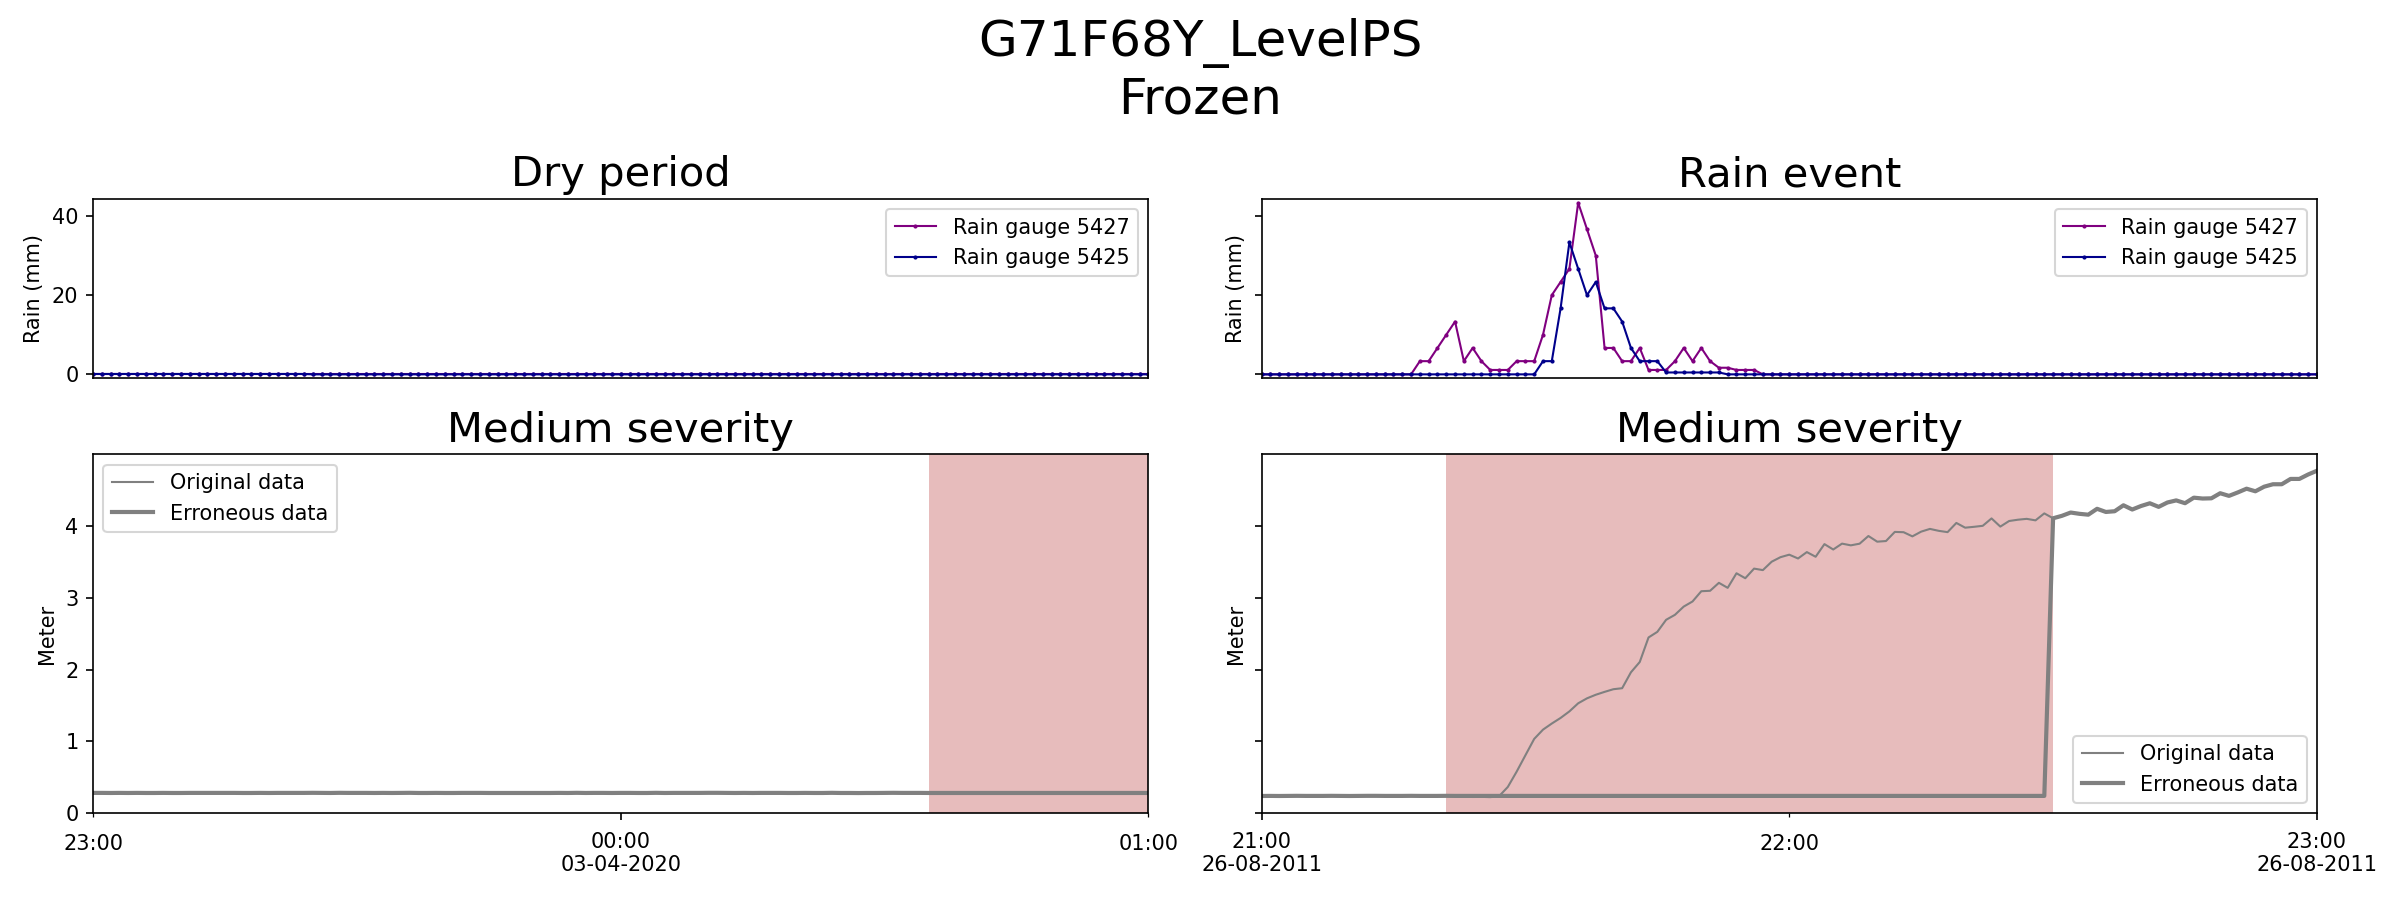 G71F68Y_LevelPS
Frozen
Dry period
Rain (mm)
40
20
0
Rain gauge 5427
Rain gauge 5425
Rain event
Rain (mm)
Rain gauge 5427
Rain gauge 5425
Medium severity
Meter
4
3
2
1
0
Original data
Erroneous data
23:00
00:00
03-04-2020
01:00
Medium severity
Meter
Original data
Erroneous data
21:00
26-08-2011
22:00
23:00
26-08-2011